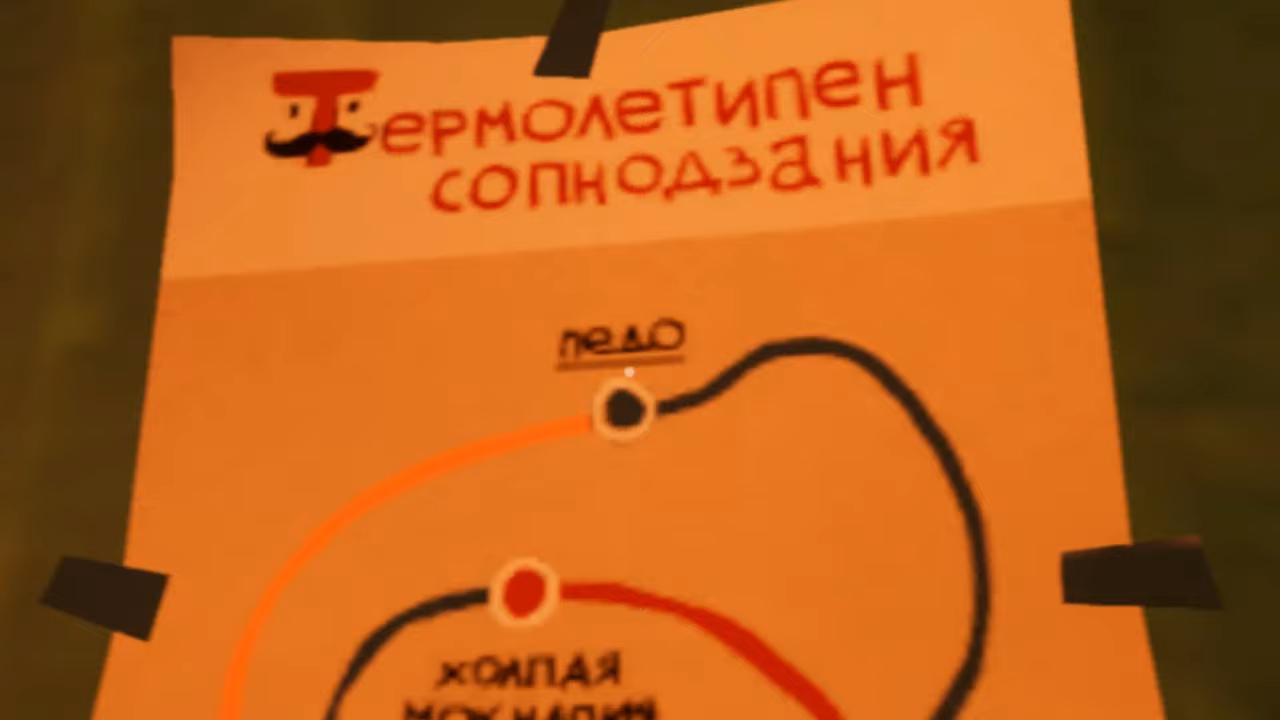 Термолетипен
сопнодзания
педо
холпая